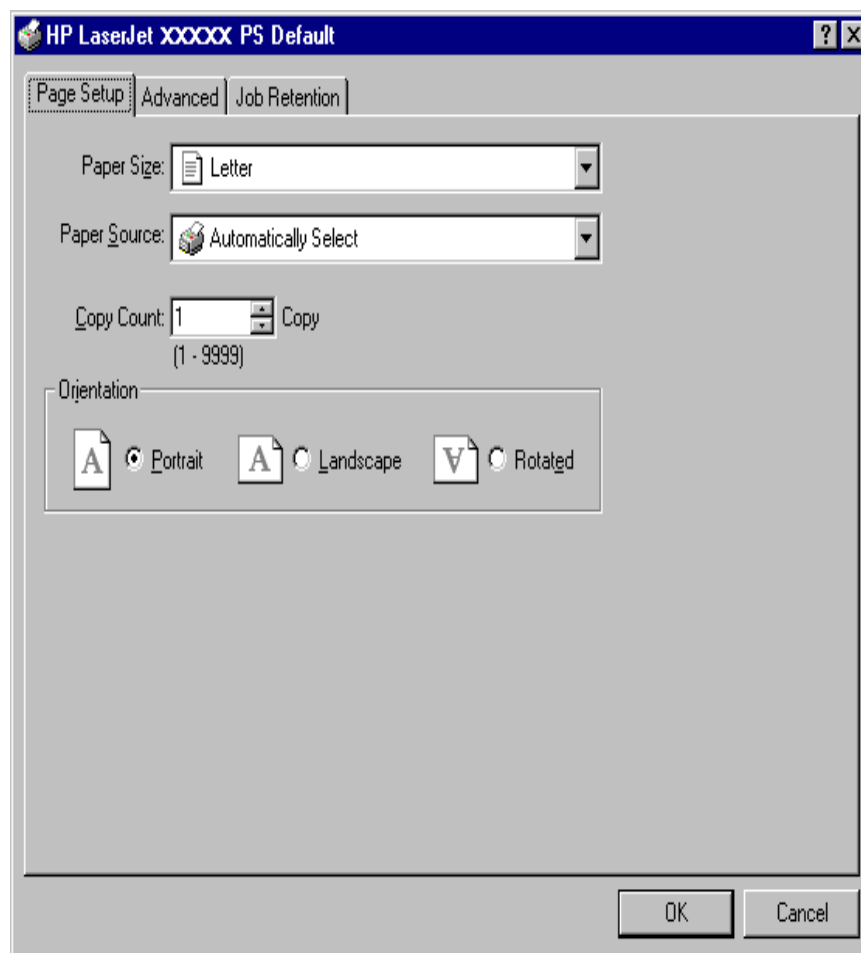 HP LaserJet XXXXX PS Default
Page Setup Advanced Job Retention
Paper Size: Letter
Paper Source: Automatically Select
Copy Count: 1 Copy
(1 - 9999)
Orientation
A Portrait A Landscape A Rotated
OK Cancel